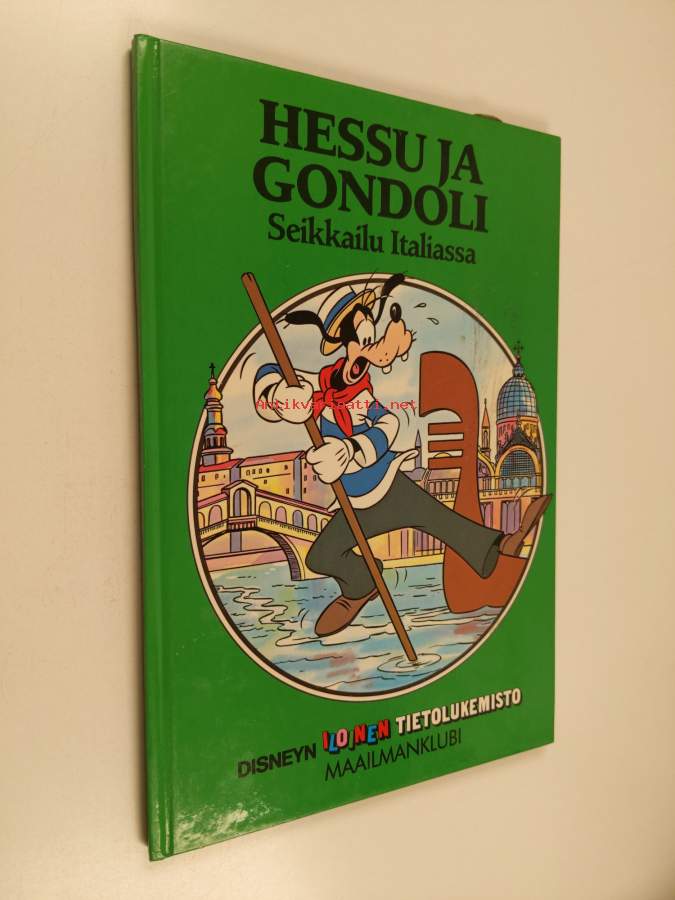 HESSU JA
GONDOLI
Seikkailu Italiassa
Antikvariaatti.net
DISNEYN ILOINEN TIETOLUKEMISTO
MAAILMANKLUBI